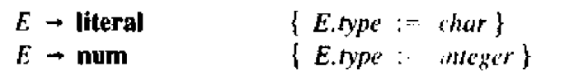 E → literal { E.type := char }
E → num { E.type := integer }